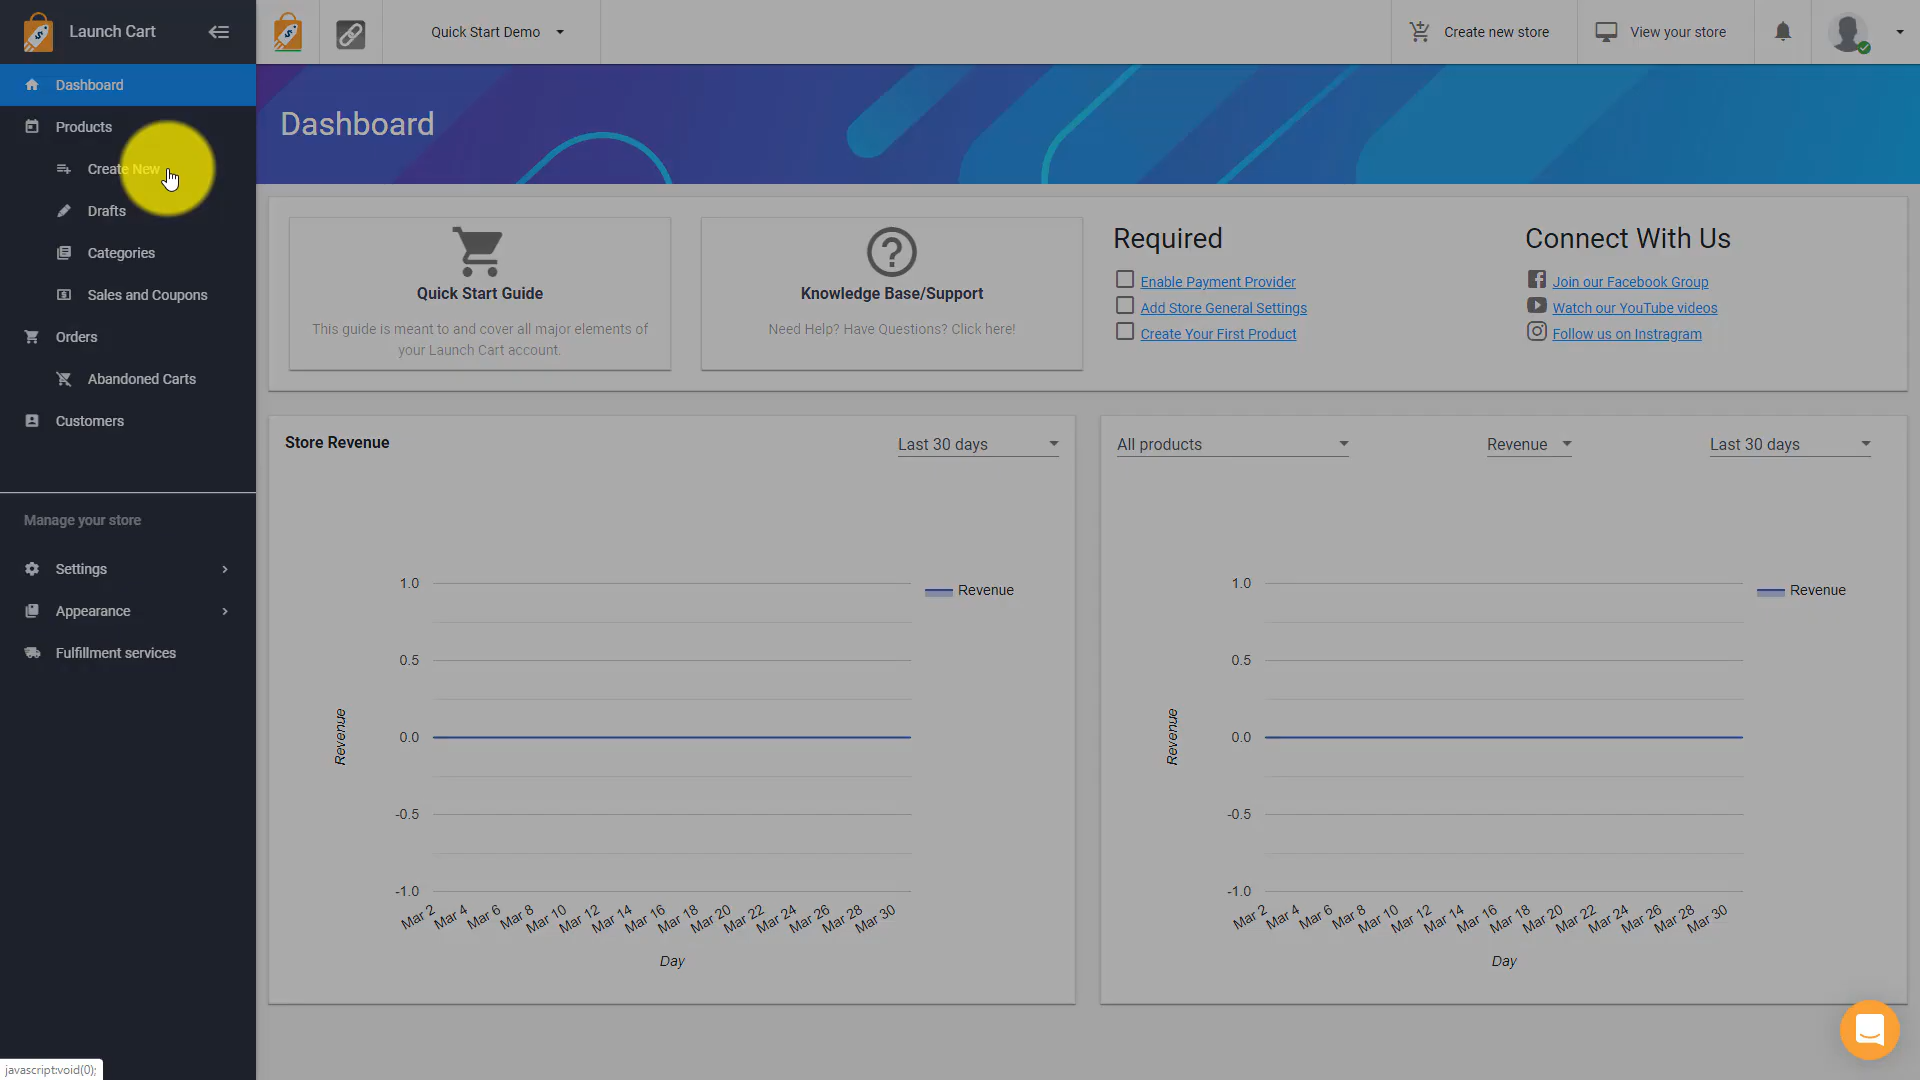 Launch Cart
Quick Start Demo
Create new store
View your store
Dashboard
Products
Create New
Drafts
Categories
Sales and Coupons
Orders
Abandoned Carts
Customers
Manage your store
Settings
Appearance
Fulfillment services
Dashboard
Quick Start Guide
This guide is meant to and cover all major elements of
your Launch Cart account.
Knowledge Base/Support
Need Help? Have Questions? Click here!
Required
Enable Payment Provider
Add Store General Settings
Create Your First Product
Connect With Us
Join our Facebook Group
Watch our YouTube videos
Follow us on Instragram
Store Revenue
Last 30 days
1.0
0.5
0.0
-0.5
-1.0
Revenue
Revenue
Mar 2 Mar 4 Mar 6 Mar 8 Mar 10 Mar 12 Mar 14 Mar 16 Mar 18 Mar 20 Mar 22 Mar 24 Mar 26 Mar 28 Mar 30
Day
All products
Revenue
Last 30 days
1.0
0.5
0.0
-0.5
-1.0
Revenue
Revenue
Mar 2 Mar 4 Mar 6 Mar 8 Mar 10 Mar 12 Mar 14 Mar 16 Mar 18 Mar 20 Mar 22 Mar 24 Mar 26 Mar 28 Mar 30
Day
javascript:void(0);